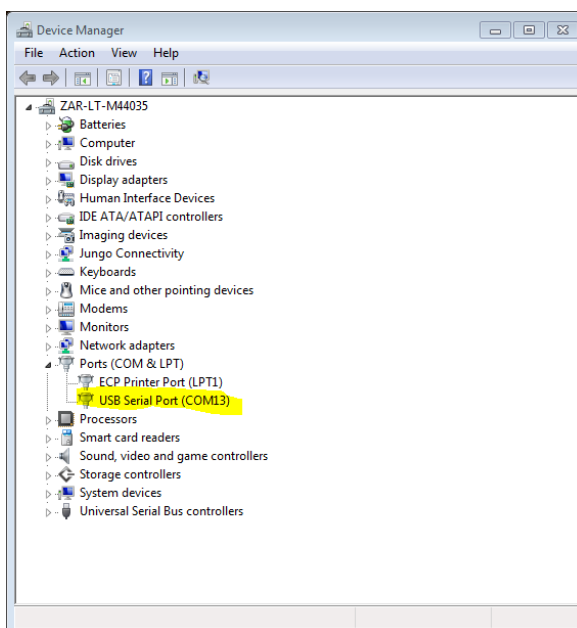 Device Manager
File Action View Help
ZAR-LT-M44035
Batteries
Computer
Disk drives
Display adapters
Human Interface Devices
IDE ATA/ATAPI controllers
Imaging devices
Jungo Connectivity
Keyboards
Mice and other pointing devices
Modems
Monitors
Network adapters
Ports (COM & LPT)
ECP Printer Port (LPT1)
USB Serial Port (COM13)
Processors
Smart card readers
Sound, video and game controllers
Storage controllers
System devices
Universal Serial Bus controllers